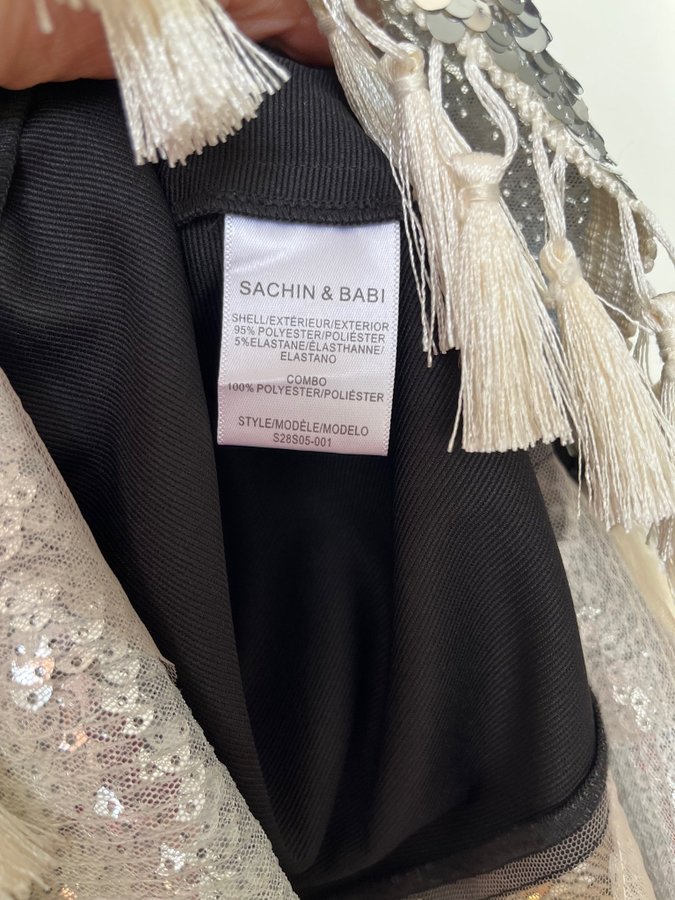 SACHIN & BABI
SHELL/EXTÉRIEUR/EXTERIOR
95% POLYESTER/POLIÉSTER
5%ELASTANE/ÉLASTHANNE/
ELASTANO
COMBO
100% POLYESTER/POLIÉSTER
STYLE/MODÈLE/MODELO
S28S05-001